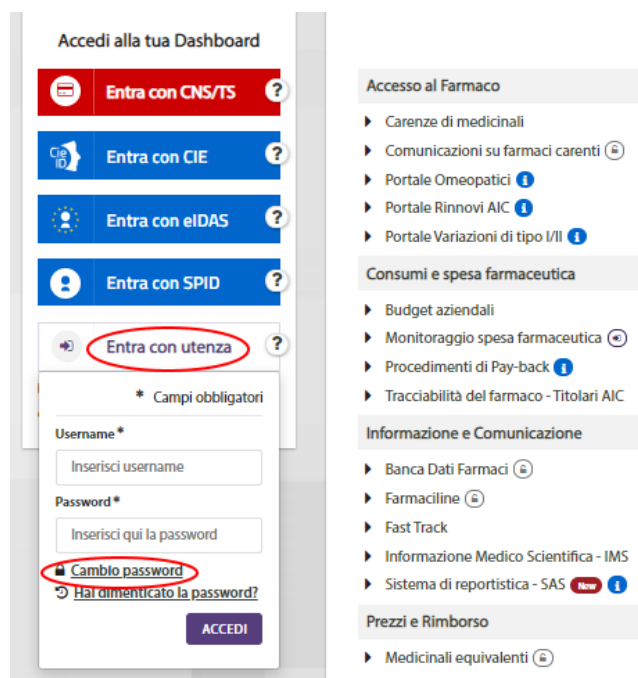 Accedi alla tua Dashboard
Entra con CNS/TS ?
Cie ID Entra con CIE ?
Entra con eIDAS ?
Entra con SPID ?
Entra con utenza ?
* Campi obbligatori
Username *
Inserisci username
Password *
Inserisci qui la password
Cambio password
Hai dimenticato la password?
ACCEDI
Accesso al Farmaco
Carenze di medicinali
Comunicazioni su farmaci carenti
Portale Omeopatici i
Portale Rinnovi AIC i
Portale Variazioni di tipo I/II i
Consumi e spesa farmaceutica
Budget aziendali
Monitoraggio spesa farmaceutica
Procedimenti di Pay-back i
Tracciabilità del farmaco - Titolari AIC
Informazione e Comunicazione
Banca Dati Farmaci
Farmaciline
Fast Track
Informazione Medico Scientifica - IMS
Sistema di reportistica - SAS New i
Prezzi e Rimborso
Medicinali equivalenti